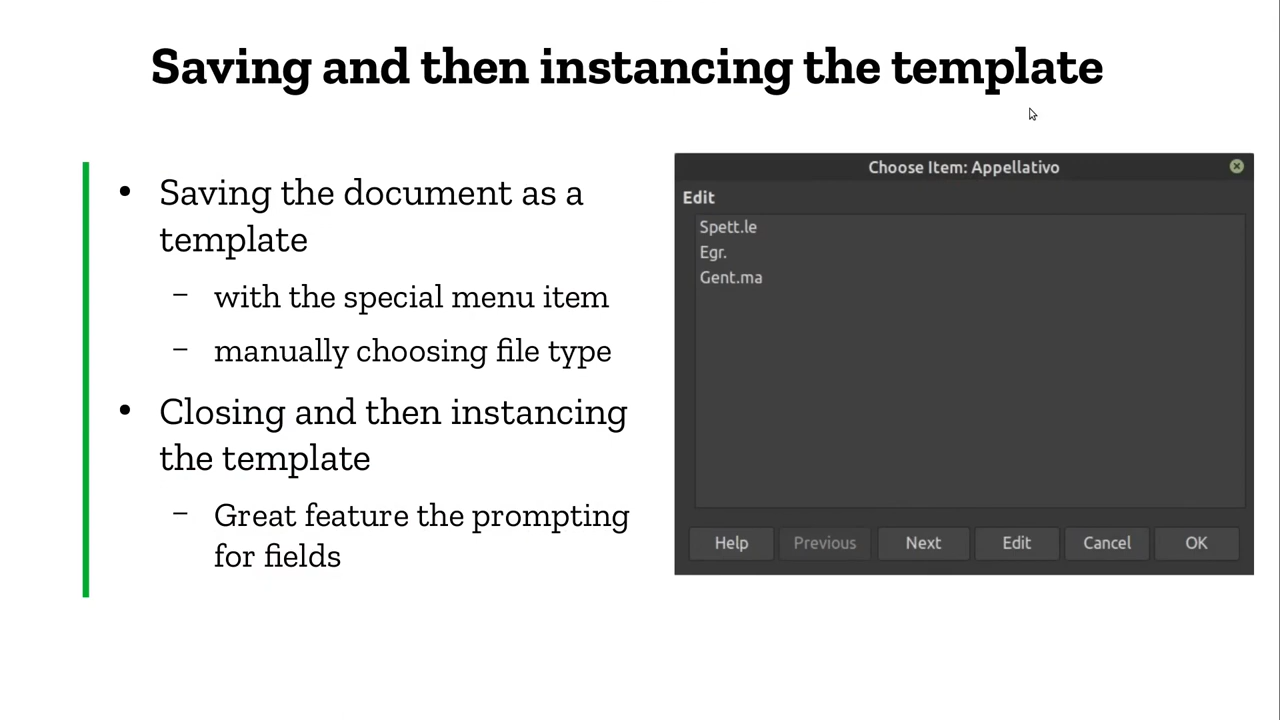 Saving and then instancing the template
• Saving the document as a
template
– with the special menu item
– manually choosing file type
• Closing and then instancing
the template
– Great feature the prompting
for fields
Choose Item: Appellativo
Edit
Spett.le
Egr.
Gent.ma
Help Previous Next Edit Cancel OK